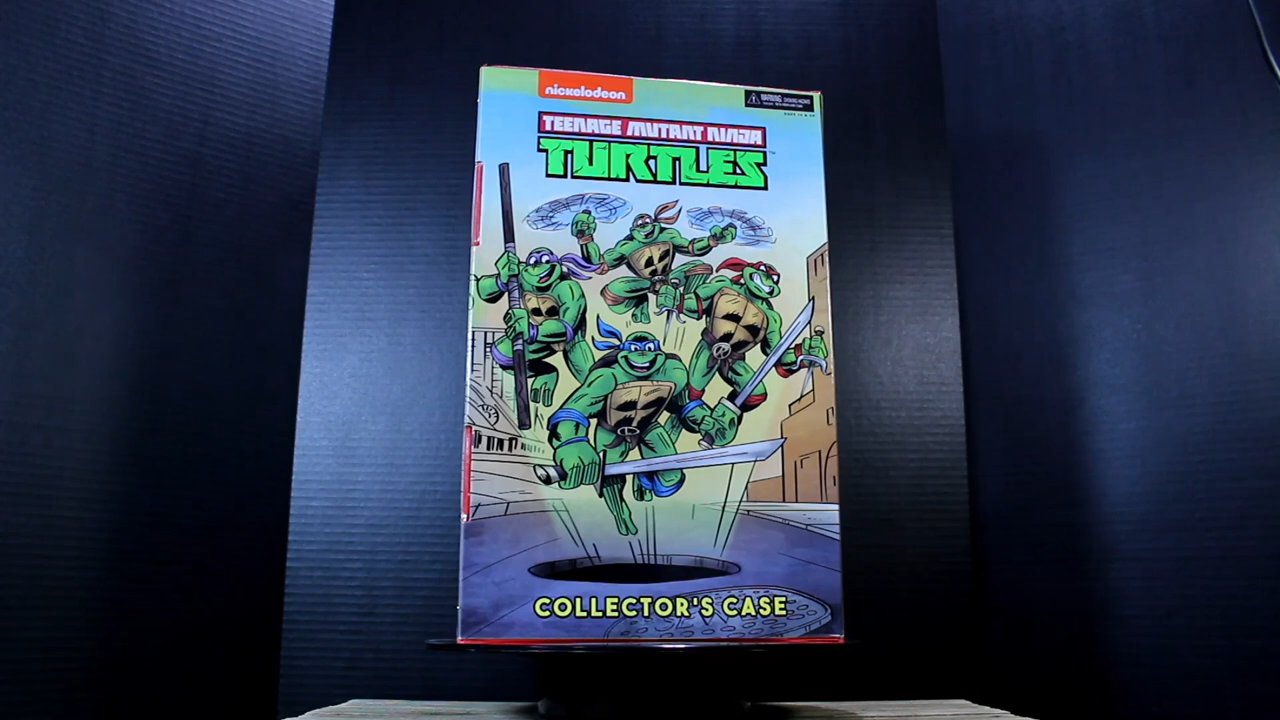 nickelodeon
WARNING
TEENAGE MUTANT NINJA
TURTLES
COLLECTOR'S CASE